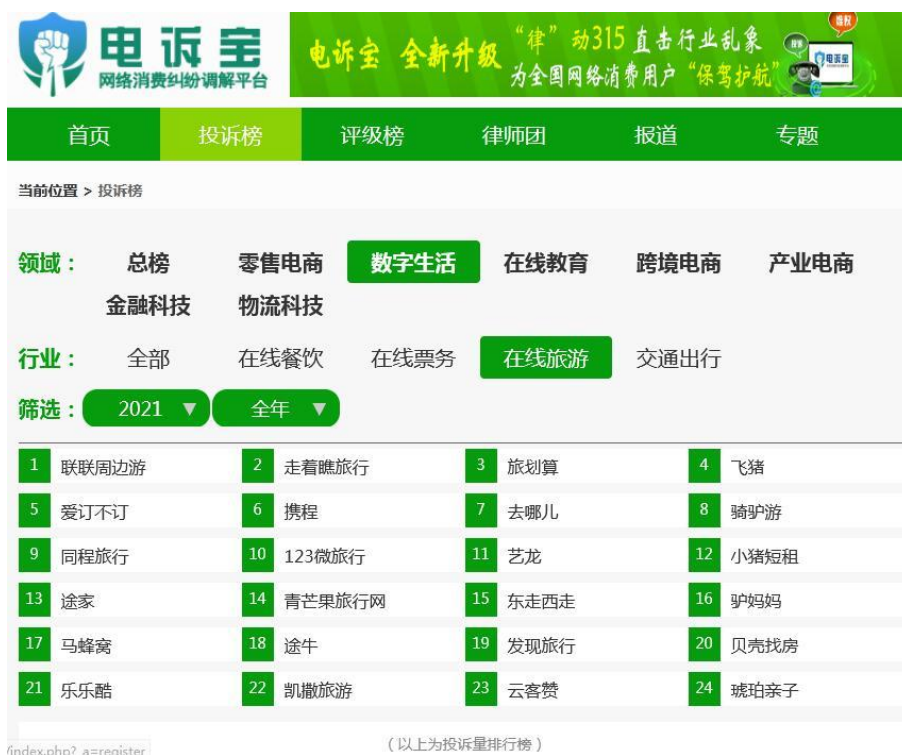 电诉宝
网络消费纠纷调解平台
电诉宝 全新升级 “律”动315 直击行业乱象
为全国网络消费用户“保驾护航”
维权
电诉宝
首页 投诉榜 评级榜 律师团 报道 专题
当前位置 > 投诉榜
领域： 总榜 零售电商 数字生活 在线教育 跨境电商 产业电商
金融科技 物流科技
行业： 全部 在线餐饮 在线票务 在线旅游 交通出行
筛选： 2021 ▼ 全年 ▼
1 联联周边游 2 走着瞧旅行 3 旅划算 4 飞猪
5 爱订不订 6 携程 7 去哪儿 8 骑驴游
9 同程旅行 10 123微旅行 11 艺龙 12 小猪短租
13 途家 14 青芒果旅行网 15 东走西走 16 驴妈妈
17 马蜂窝 18 途牛 19 发现旅行 20 贝壳找房
21 乐乐酷 22 凯撒旅游 23 云客赞 24 琥珀亲子
（以上为投诉量排行榜）
/index.php?_a=register